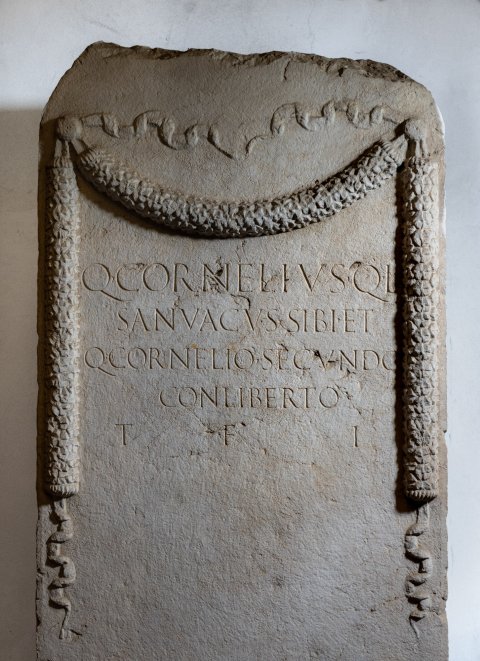 Q CORNELIVS Q L
SANVACVS·SIBI·ET
Q CORNELIO·SECVNDO
CONLIBERTO
T F I